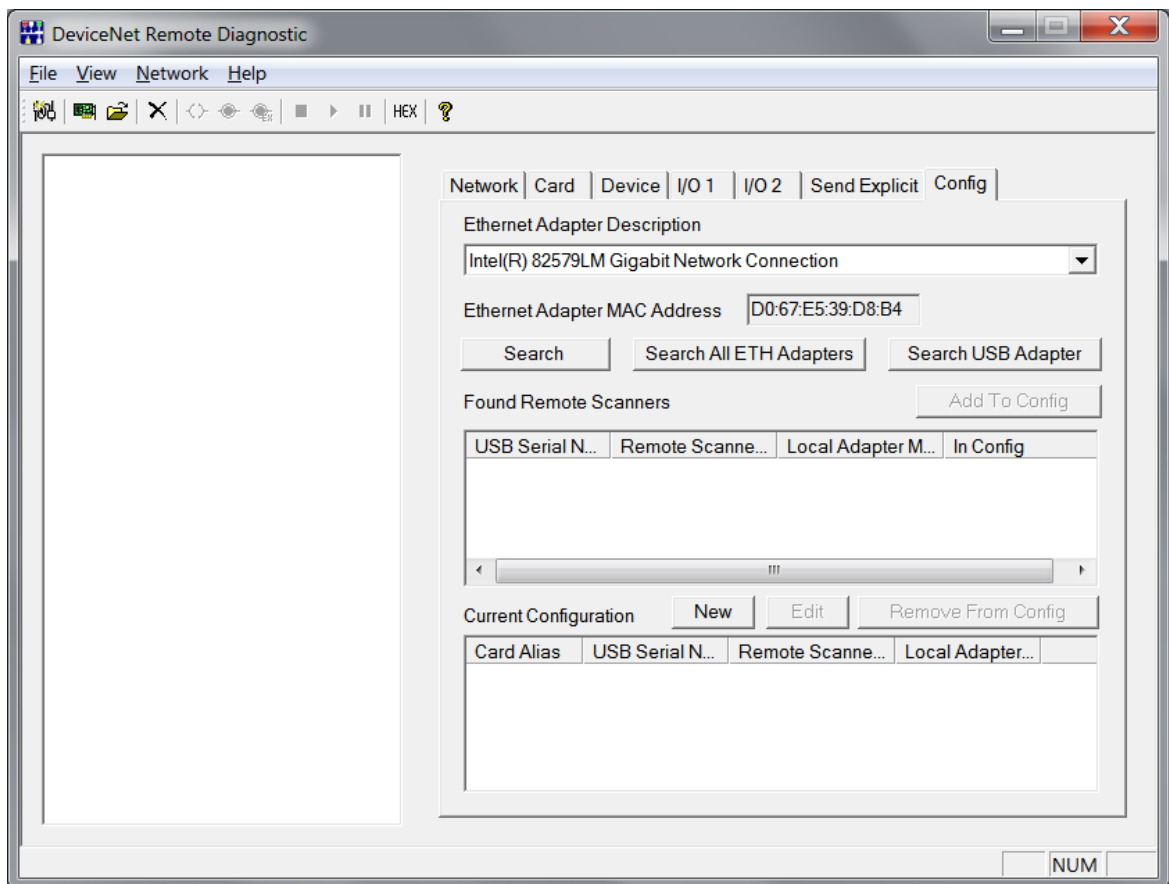 DeviceNet Remote Diagnostic
File View Network Help
HEX
Network Card Device I/O 1 I/O 2 Send Explicit Config
Ethernet Adapter Description
Intel(R) 82579LM Gigabit Network Connection
Ethernet Adapter MAC Address D0:67:E5:39:D8:B4
Search Search All ETH Adapters Search USB Adapter
Found Remote Scanners Add To Config
USB Serial N... Remote Scanne... Local Adapter M... In Config
Current Configuration New Edit Remove From Config
Card Alias USB Serial N... Remote Scanne... Local Adapter...
NUM